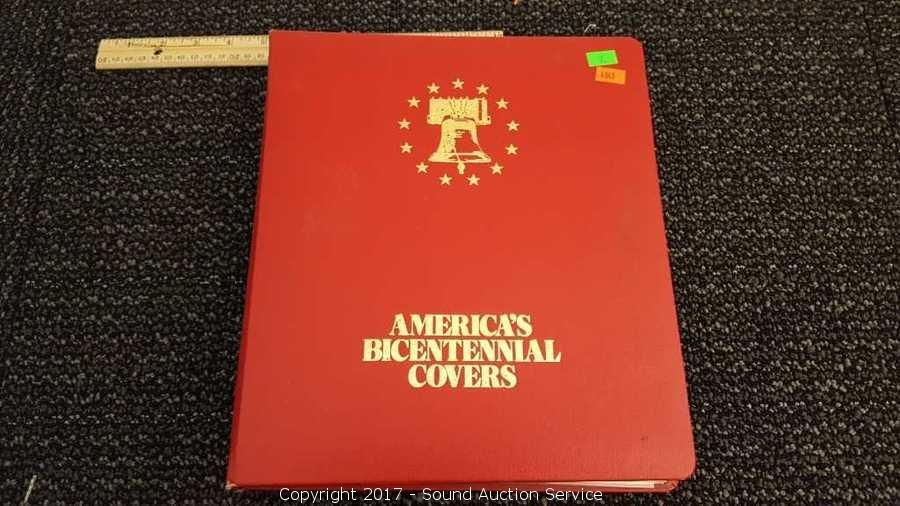 AMERICA'S
BICENTENNIAL
COVERS
Copyright 2017 - Sound Auction Service